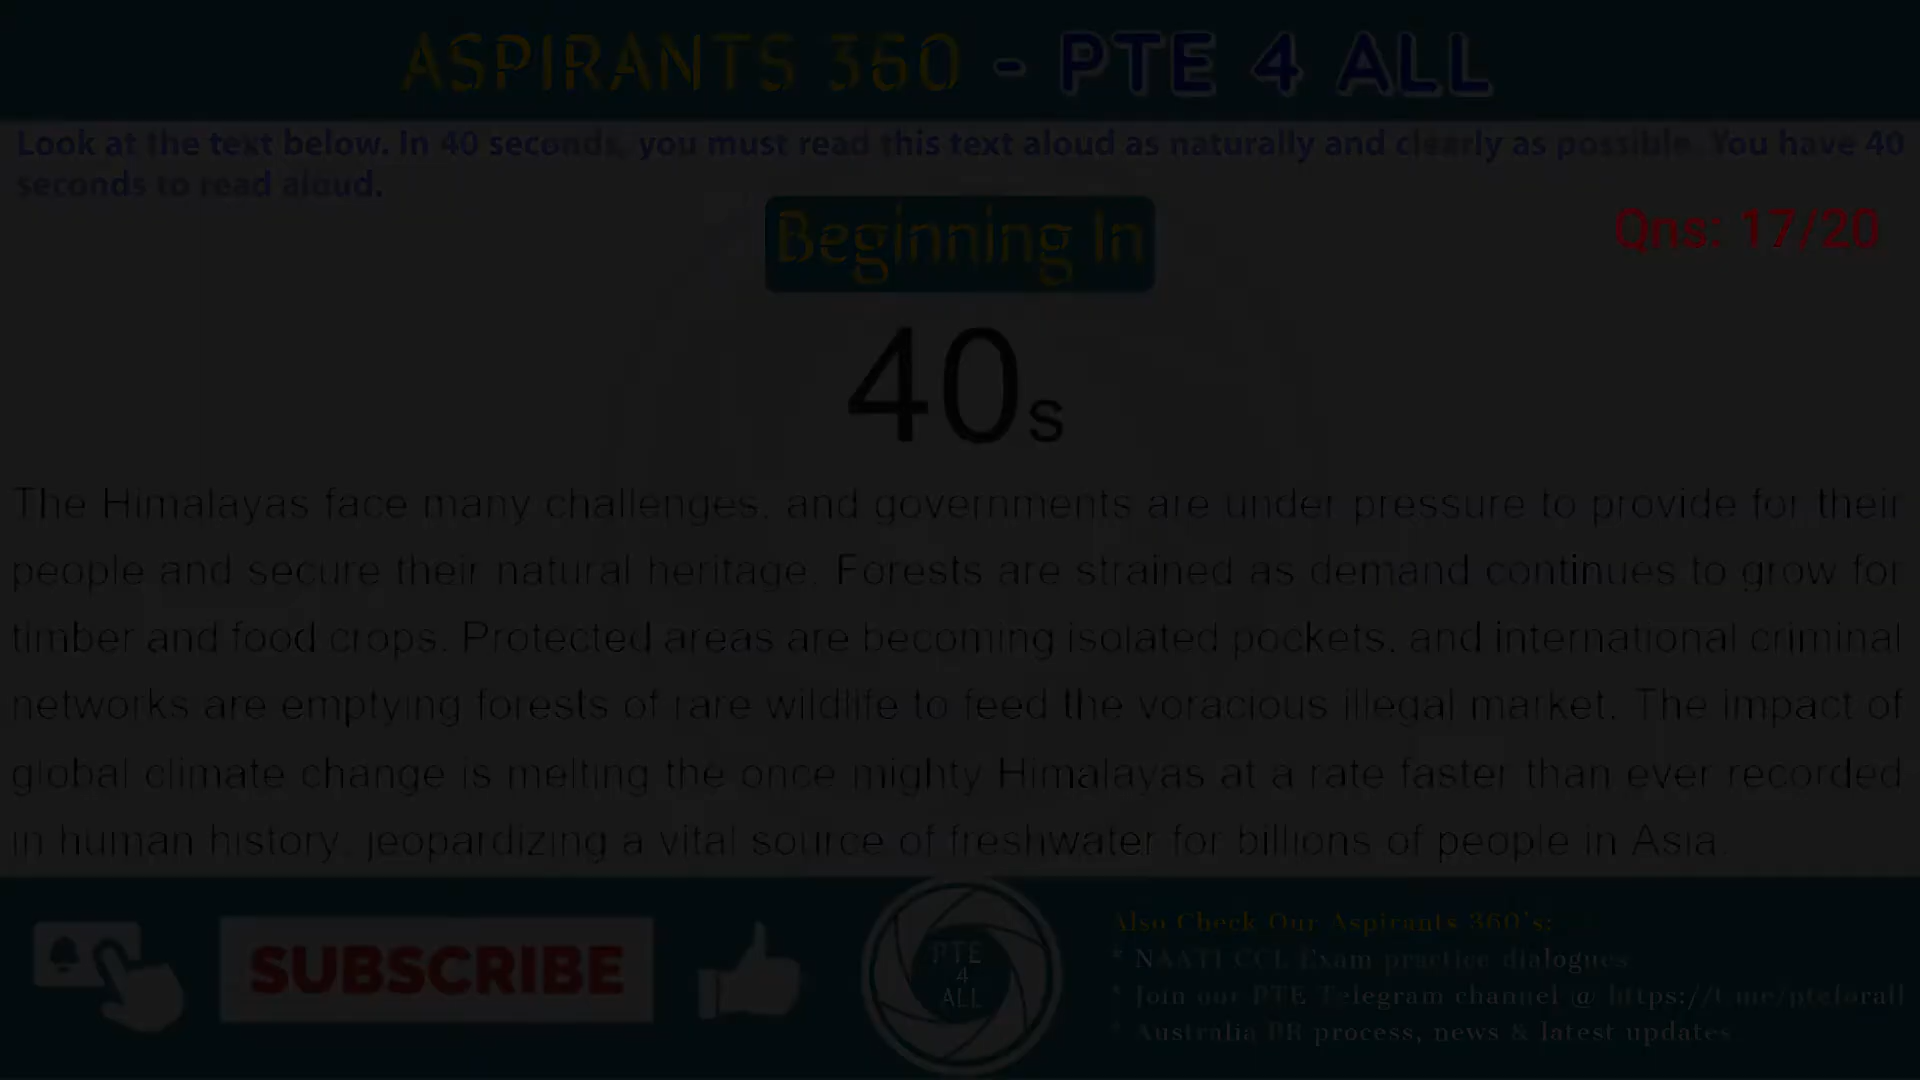 ASPIRANTS 360 - PTE 4 ALL
Look at the text below. In 40 seconds, you must read this text aloud as naturally and clearly as possible. You have 40
seconds to read aloud.
Beginning In
Qns: 17/20
40s
The Himalayas face many challenges, and governments are under pressure to provide for their
people and secure their natural heritage. Forests are strained as demand continues to grow for
timber and food crops. Protected areas are becoming isolated pockets, and international criminal
networks are emptying forests of rare wildlife to feed the voracious illegal market. The impact of
global climate change is melting the once mighty Himalayas at a rate faster than ever recorded
in human history, jeopardizing a vital source of freshwater for billions of people in Asia.
SUBSCRIBE
PTE
4
ALL
Also Check Our Aspirants 360's:
* NAATI CCL Exam practice dialogues
* Join our PTE Telegram channel @ https://t.me/pteforall
* Australia PR process, news & latest updates